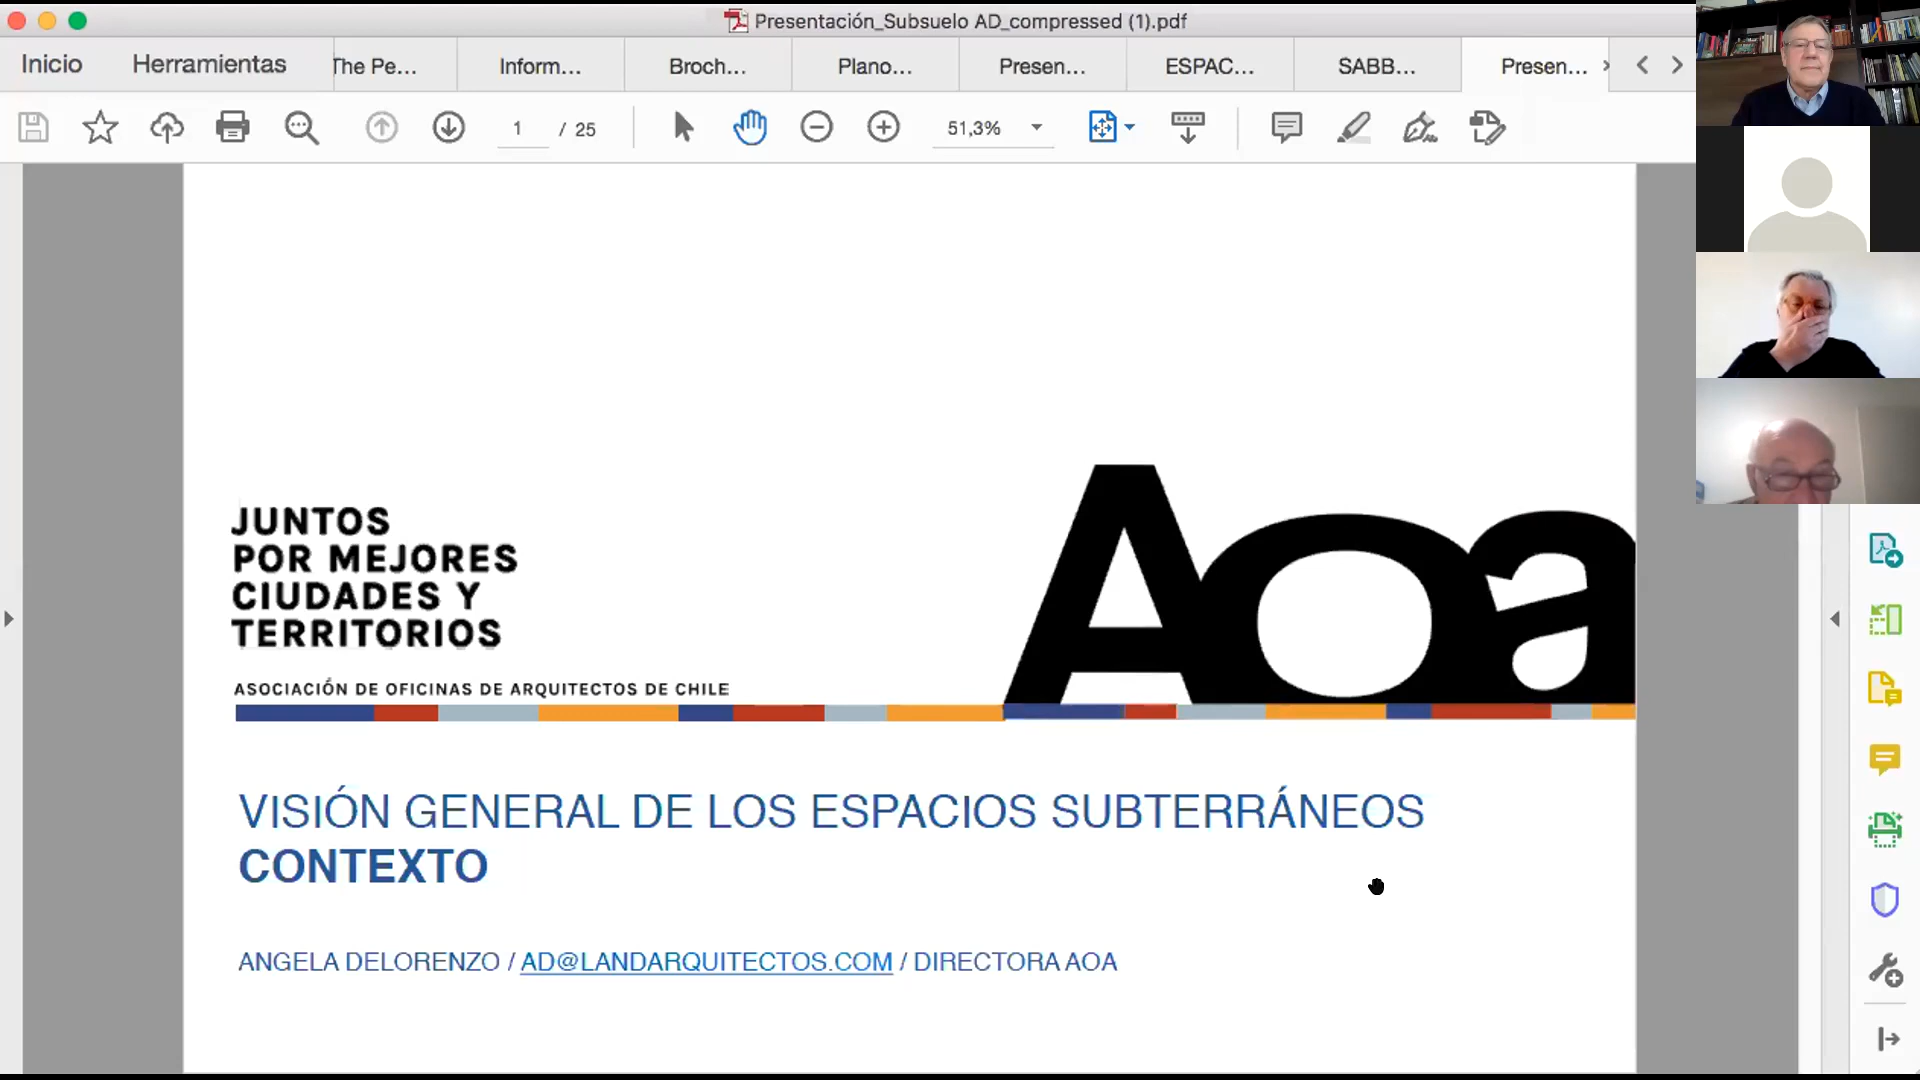 Presentación_Subsuelo AD_compressed (1).pdf
Inicio
Herramientas
The Pe...
Inform...
Broch...
Plano...
Presen...
ESPAC...
SABB...
Presen...
1 / 25
51,3%
Aoa
JUNTOS
POR MEJORES
CIUDADES Y
TERRITORIOS
ASOCIACIÓN DE OFICINAS DE ARQUITECTOS DE CHILE
VISIÓN GENERAL DE LOS ESPACIOS SUBTERRÁNEOS
CONTEXTO
ANGELA DELORENZO / AD@LANDARQUITECTOS.COM / DIRECTORA AOA